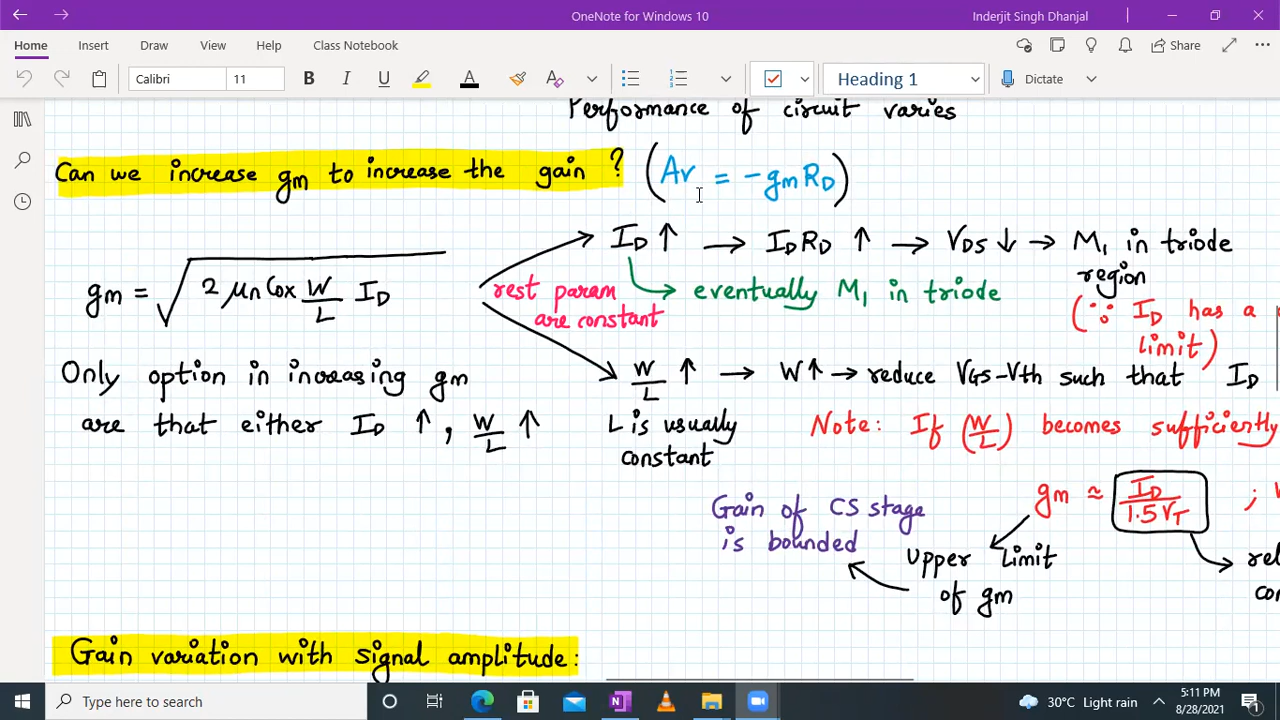 OneNote for Windows 10
Inderjit Singh Dhanjal
Home Insert Draw View Help Class Notebook
Share
Calibri 11 B I U A Heading 1 Dictate
Performance of circuit varies
Can we increase gm to increase the gain ? (Av = -gmRD)
ID ↑ → IDRD ↑ → VDS ↓ → M1 in triode
region
gm = √2 μnCox W/L ID
rest param
are constant
eventually M1 in triode
(∵ ID has a
limit)
Only option in increasing gm
are that either ID ↑, W/L ↑
W/L ↑ → W↑ → reduce VGS-Vth such that ID
L is usually
constant
Note: If (W/L) becomes sufficiently
gm ≈ ID/1.5VT ;
Gain of CS stage
is bounded
Upper Limit
of gm
Gain variation with signal amplitude:
Type here to search
30°C Light rain
5:11 PM
8/28/2021